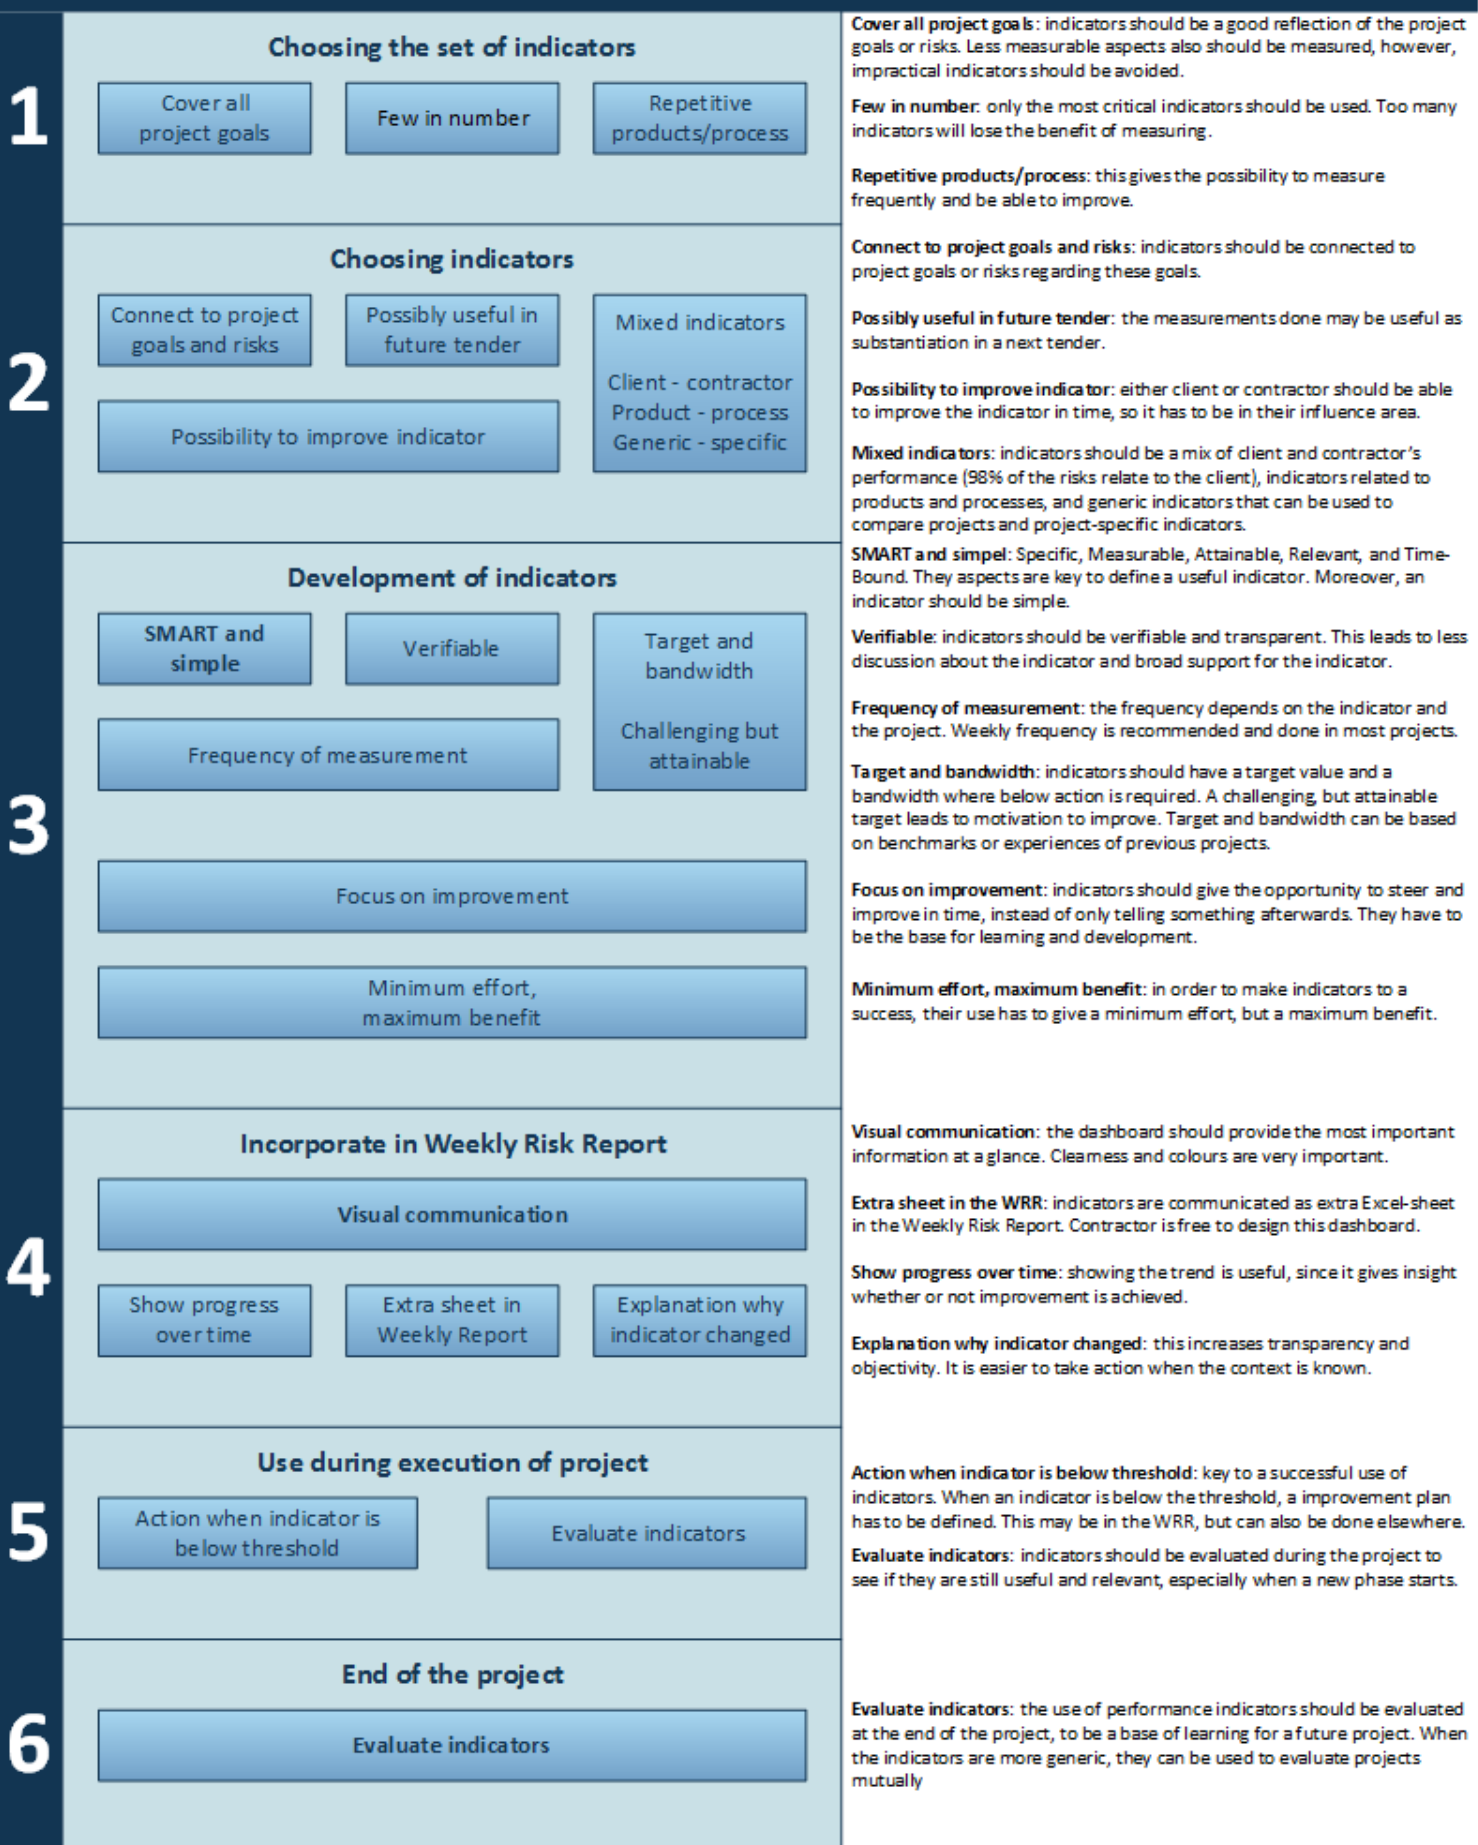 1
Choosing the set of indicators
Cover all
project goals
Few in number
Repetitive
products/process
Cover all project goals: indicators should be a good reflection of the project
goals or risks. Less measurable aspects also should be measured, however,
impractical indicators should be avoided.
Few in number: only the most critical indicators should be used. Too many
indicators will lose the benefit of measuring.
Repetitive products/process: this gives the possibility to measure
frequently and be able to improve.
2
Choosing indicators
Connect to project
goals and risks
Possibly useful in
future tender
Mixed indicators
Client - contractor
Product - process
Generic - specific
Possibility to improve indicator
Connect to project goals and risks: indicators should be connected to
project goals or risks regarding these goals.
Possibly useful in future tender: the measurements done may be useful as
substantiation in a next tender.
Possibility to improve indicator: either client or contractor should be able
to improve the indicator in time, so it has to be in their influence area.
Mixed indicators: indicators should be a mix of client and contractor's
performance (98% of the risks relate to the client), indicators related to
products and processes, and generic indicators that can be used to
compare projects and project-specific indicators.
3
Development of indicators
SMART and
simple
Verifiable
Target and
bandwidth
Challenging but
attainable
Frequency of measurement
Focus on improvement
Minimum effort,
maximum benefit
SMART and simpel: Specific, Measurable, Attainable, Relevant, and Time-
Bound. They aspects are key to define a useful indicator. Moreover, an
indicator should be simple.
Verifiable: indicators should be verifiable and transparent. This leads to less
discussion about the indicator and broad support for the indicator.
Frequency of measurement: the frequency depends on the indicator and
the project. Weekly frequency is recommended and done in most projects.
Target and bandwidth: indicators should have a target value and a
bandwidth where below action is required. A challenging, but attainable
target leads to motivation to improve. Target and bandwidth can be based
on benchmarks or experiences of previous projects.
Focus on improvement: indicators should give the opportunity to steer and
improve in time, instead of only telling something afterwards. They have to
be the base for learning and development.
Minimum effort, maximum benefit: in order to make indicators to a
success, their use has to give a minimum effort, but a maximum benefit.
4
Incorporate in Weekly Risk Report
Visual communication
Show progress
over time
Extra sheet in
Weekly Report
Explanation why
indicator changed
Visual communication: the dashboard should provide the most important
information at a glance. Clearness and colours are very important.
Extra sheet in the WRR: indicators are communicated as extra Excel-sheet
in the Weekly Risk Report. Contractor is free to design this dashboard.
Show progress over time: showing the trend is useful, since it gives insight
whether or not improvement is achieved.
Explanation why indicator changed: this increases transparency and
objectivity. It is easier to take action when the context is known.
5
Use during execution of project
Action when indicator is
below threshold
Evaluate indicators
Action when indicator is below threshold: key to a successful use of
indicators. When an indicator is below the threshold, a improvement plan
has to be defined. This may be in the WRR, but can also be done elsewhere.
Evaluate indicators: indicators should be evaluated during the project to
see if they are still useful and relevant, especially when a new phase starts.
6
End of the project
Evaluate indicators
Evaluate indicators: the use of performance indicators should be evaluated
at the end of the project, to be a base of learning for a future project. When
the indicators are more generic, they can be used to evaluate projects
mutually